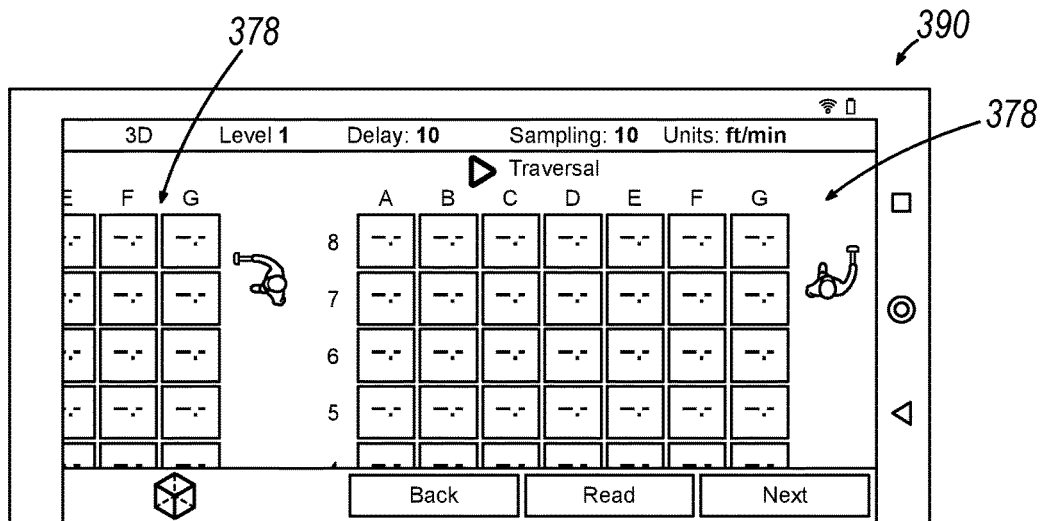 378
390
378
3D Level 1 Delay: 10 Sampling: 10 Units: ft/min
Traversal
E F G A B C D E F G
-.- -.- -.- 8 -.- -.- -.- -.- -.- -.- -.-
-.- -.- -.- 7 -.- -.- -.- -.- -.- -.- -.-
-.- -.- -.- 6 -.- -.- -.- -.- -.- -.- -.-
-.- -.- -.- 5 -.- -.- -.- -.- -.- -.- -.-
Back Read Next